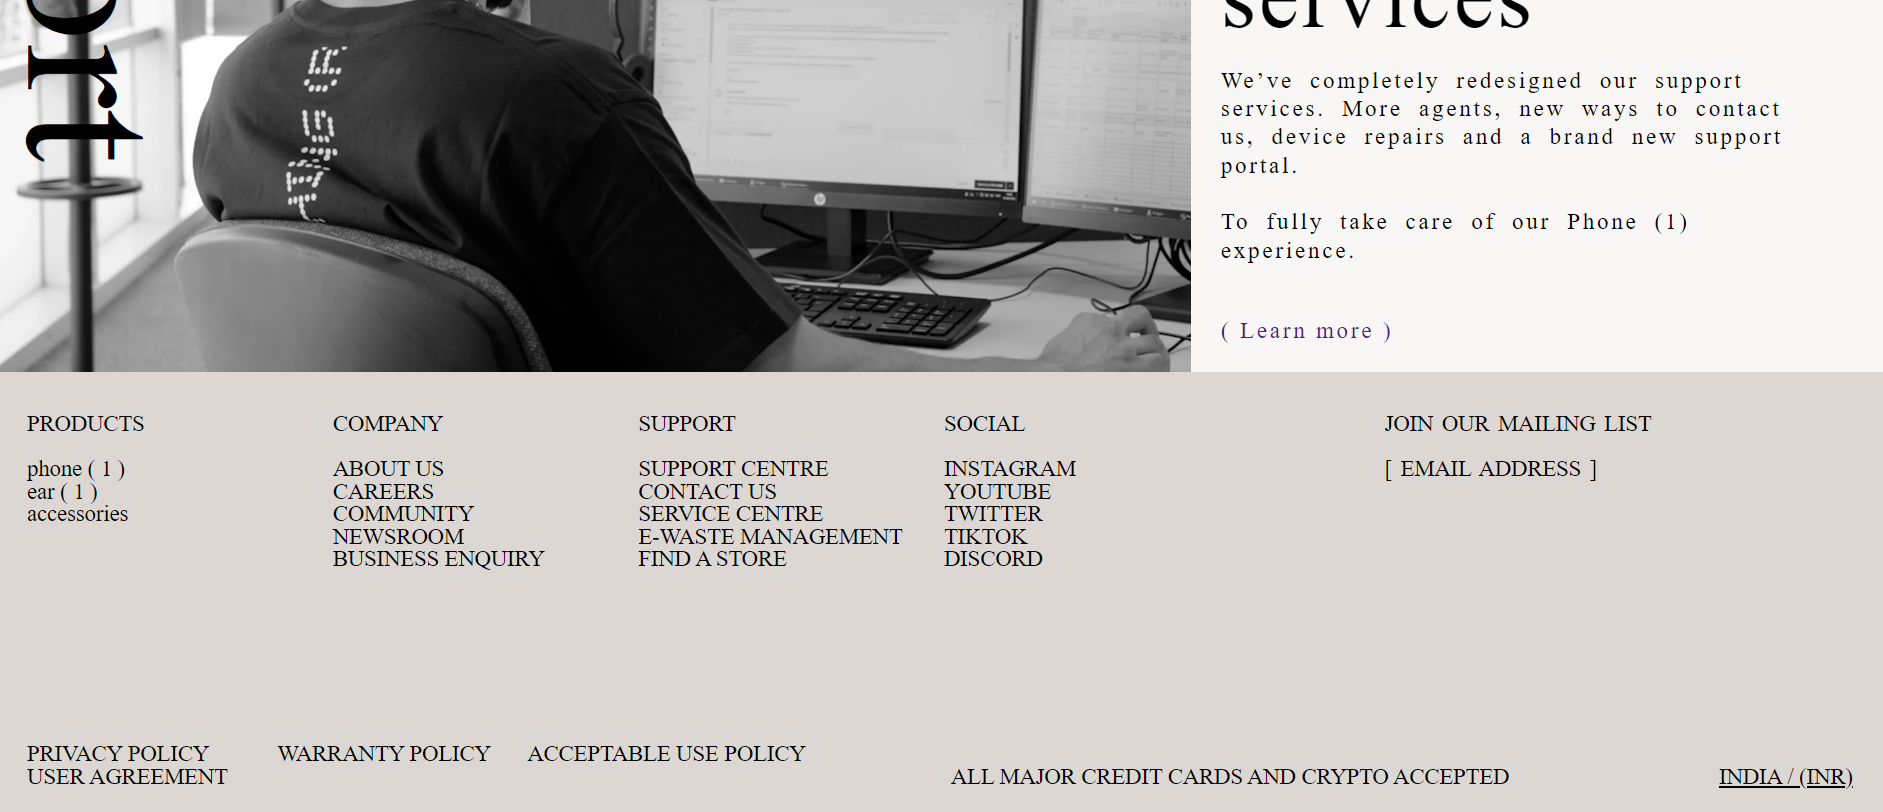 ort
services
We’ve completely redesigned our support
services. More agents, new ways to contact
us, device repairs and a brand new support
portal.
To fully take care of our Phone (1)
experience.
( Learn more )
PRODUCTS
phone ( 1 )
ear ( 1 )
accessories
COMPANY
ABOUT US
CAREERS
COMMUNITY
NEWSROOM
BUSINESS ENQUIRY
SUPPORT
SUPPORT CENTRE
CONTACT US
SERVICE CENTRE
E-WASTE MANAGEMENT
FIND A STORE
SOCIAL
INSTAGRAM
YOUTUBE
TWITTER
TIKTOK
DISCORD
JOIN OUR MAILING LIST
[ EMAIL ADDRESS ]
PRIVACY POLICY
WARRANTY POLICY
ACCEPTABLE USE POLICY
USER AGREEMENT
ALL MAJOR CREDIT CARDS AND CRYPTO ACCEPTED
INDIA / (INR)